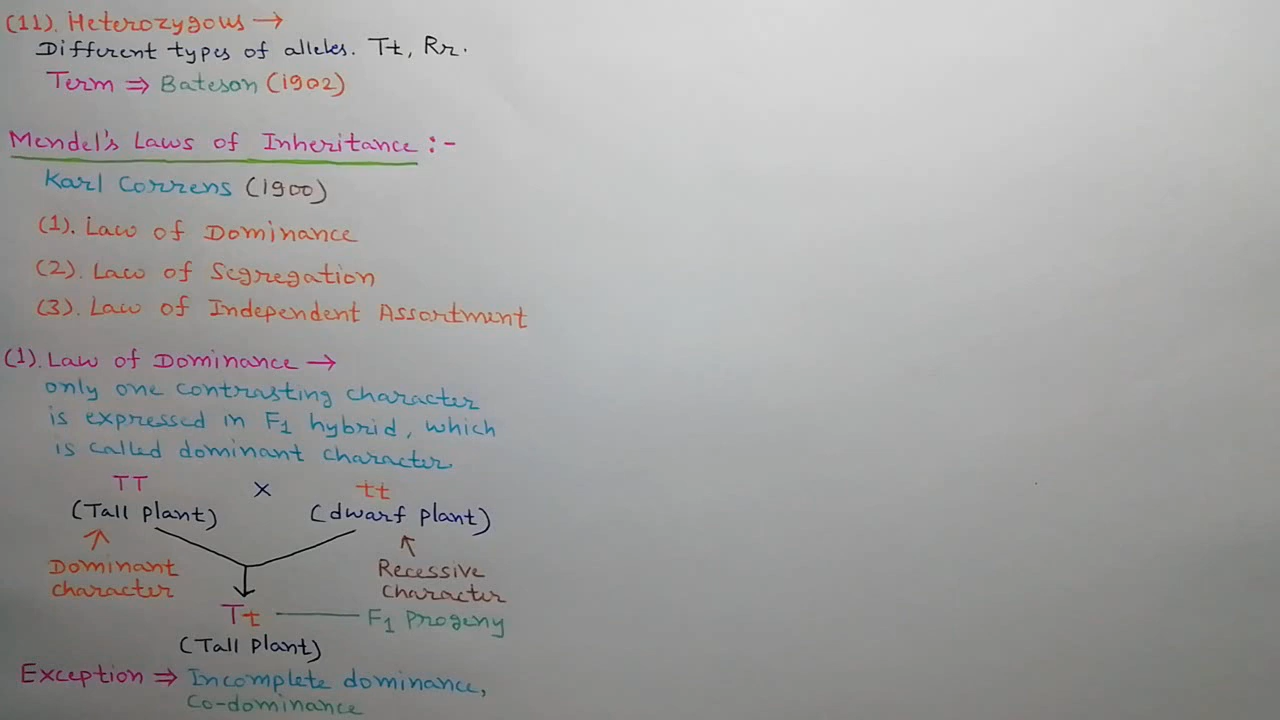 (11). Heterozygous →
Different types of alleles. Tt, Rr.
Term ⇒ Bateson (1902)
Mendel's Laws of Inheritance :-
Karl Correns (1900)
(1). Law of Dominance
(2). Law of Segregation
(3). Law of Independent Assortment
(1). Law of Dominance →
only one contrasting character
is expressed in F₁ hybrid, which
is called dominant character.
TT × tt
(Tall plant) (dwarf plant)
Dominant Recessive
character character
Tt F₁ Progeny
(Tall plant)
Exception ⇒ Incomplete dominance,
Co-dominance